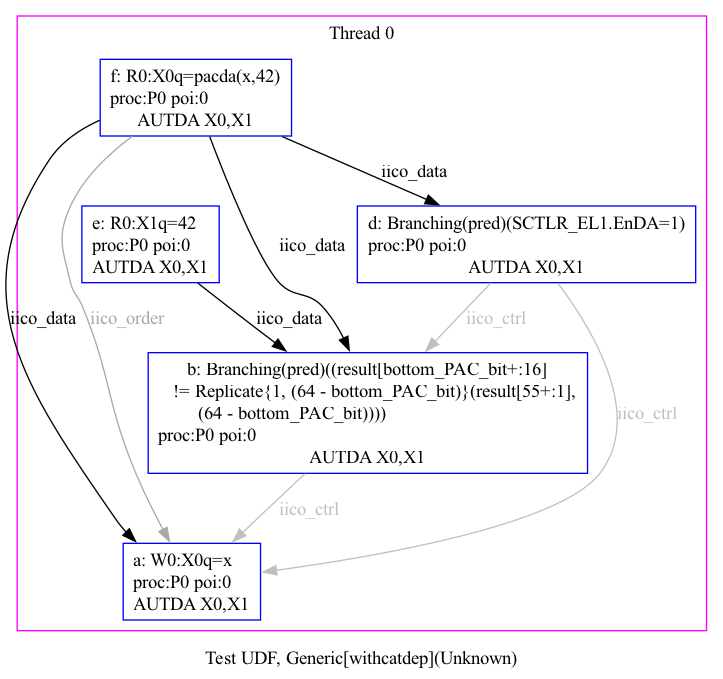 Thread 0
f: R0:X0q=pacda(x,42)
proc:P0 poi:0
AUTDA X0,X1
iico_data
e: R0:X1q=42
proc:P0 poi:0
AUTDA X0,X1
d: Branching(pred)(SCTLR_EL1.EnDA=1)
proc:P0 poi:0
AUTDA X0,X1
iico_data
iico_data
iico_order
iico_data
iico_ctrl
b: Branching(pred)((result[bottom_PAC_bit+:16]
!= Replicate{1, (64 - bottom_PAC_bit)}(result[55+:1],
(64 - bottom_PAC_bit))))
proc:P0 poi:0
AUTDA X0,X1
iico_ctrl
iico_ctrl
a: W0:X0q=x
proc:P0 poi:0
AUTDA X0,X1
Test UDF, Generic[withcatdep](Unknown)